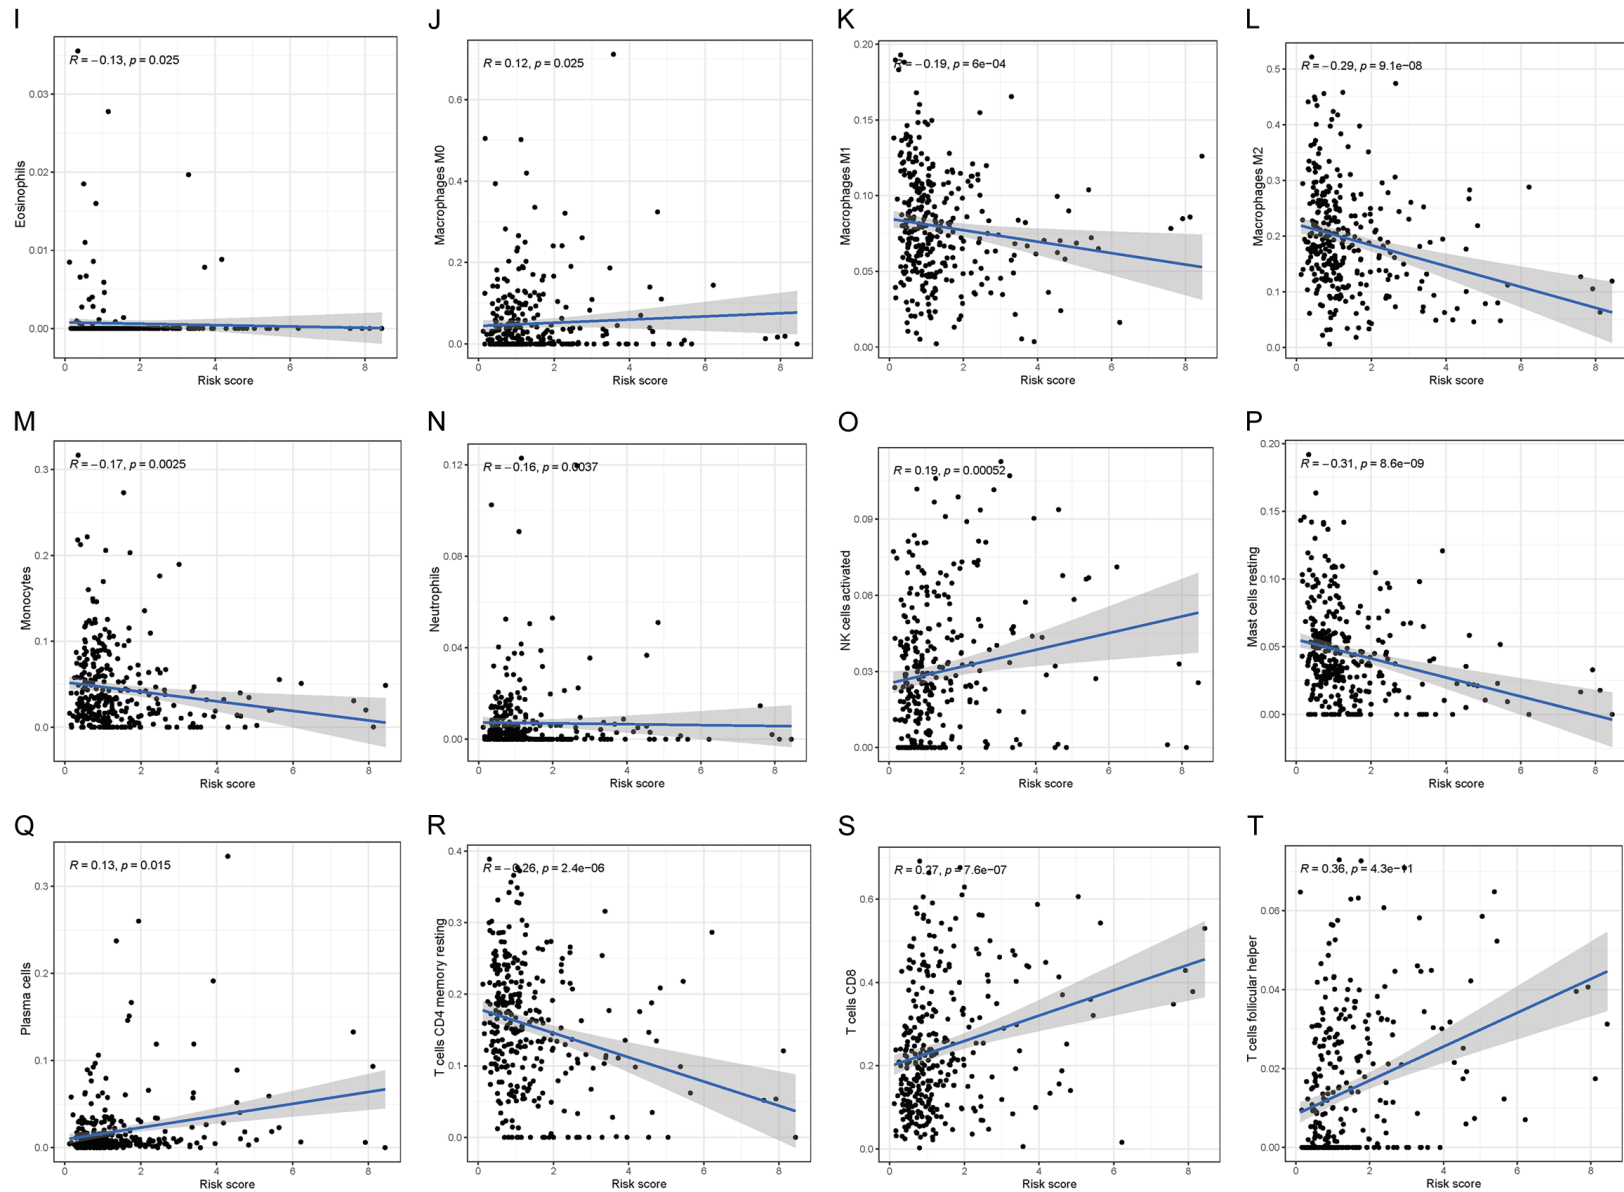 I
R = −0.13, p = 0.025
Eosinophils
0.03
0.02
0.01
0.00
0 2 4 6 8
Risk score
J
R = 0.12, p = 0.025
Macrophages M0
0.6
0.4
0.2
0.0
0 2 4 6 8
Risk score
K
R = −0.19, p = 6e−04
Macrophages M1
0.20
0.15
0.10
0.05
0.00
0 2 4 6 8
Risk score
L
R = −0.29, p = 9.1e−08
Macrophages M2
0.5
0.4
0.3
0.2
0.1
0.0
0 2 4 6 8
Risk score
M
R = −0.17, p = 0.0025
Monocytes
0.3
0.2
0.1
0.0
0 2 4 6 8
Risk score
N
R = −0.16, p = 0.0037
Neutrophils
0.12
0.08
0.04
0.00
0 2 4 6 8
Risk score
O
R = 0.19, p = 0.00052
NK cells activated
0.09
0.06
0.03
0.00
0 2 4 6 8
Risk score
P
R = −0.31, p = 8.6e−09
Mast cells resting
0.20
0.15
0.10
0.05
0.00
0 2 4 6 8
Risk score
Q
R = 0.13, p = 0.015
Plasma cells
0.3
0.2
0.1
0.0
0 2 4 6 8
Risk score
R
R = −0.26, p = 2.4e−06
T cells CD4 memory resting
0.4
0.3
0.2
0.1
0.0
0 2 4 6 8
Risk score
S
R = 0.27, p = 7.6e−07
T cells CD8
0.6
0.4
0.2
0.0
0 2 4 6 8
Risk score
T
R = 0.36, p = 4.3e−11
T cells follicular helper
0.06
0.04
0.02
0.00
0 2 4 6 8
Risk score